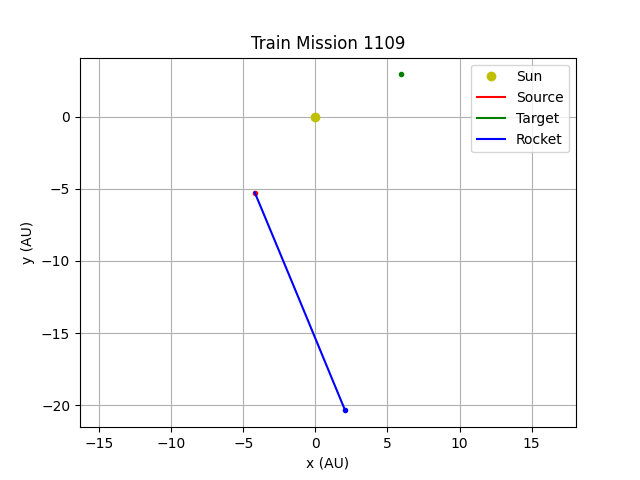 Train Mission 1109
Sun
Source
Target
Rocket
y (AU)
0
−5
−10
−15
−20
−15
−10
−5
0
5
10
15
x (AU)